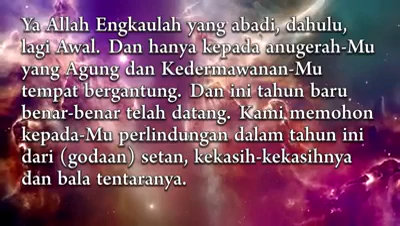 Ya Allah Engkaulah yang abadi, dahulu,
lagi Awal. Dan hanya kepada anugerah-Mu
yang Agung dan Kedermawanan-Mu
tempat bergantung. Dan ini tahun baru
benar-benar telah datang. Kami memohon
kepada-Mu perlindungan dalam tahun ini
dari (godaan) setan, kekasih-kekasihnya
dan bala tentaranya.